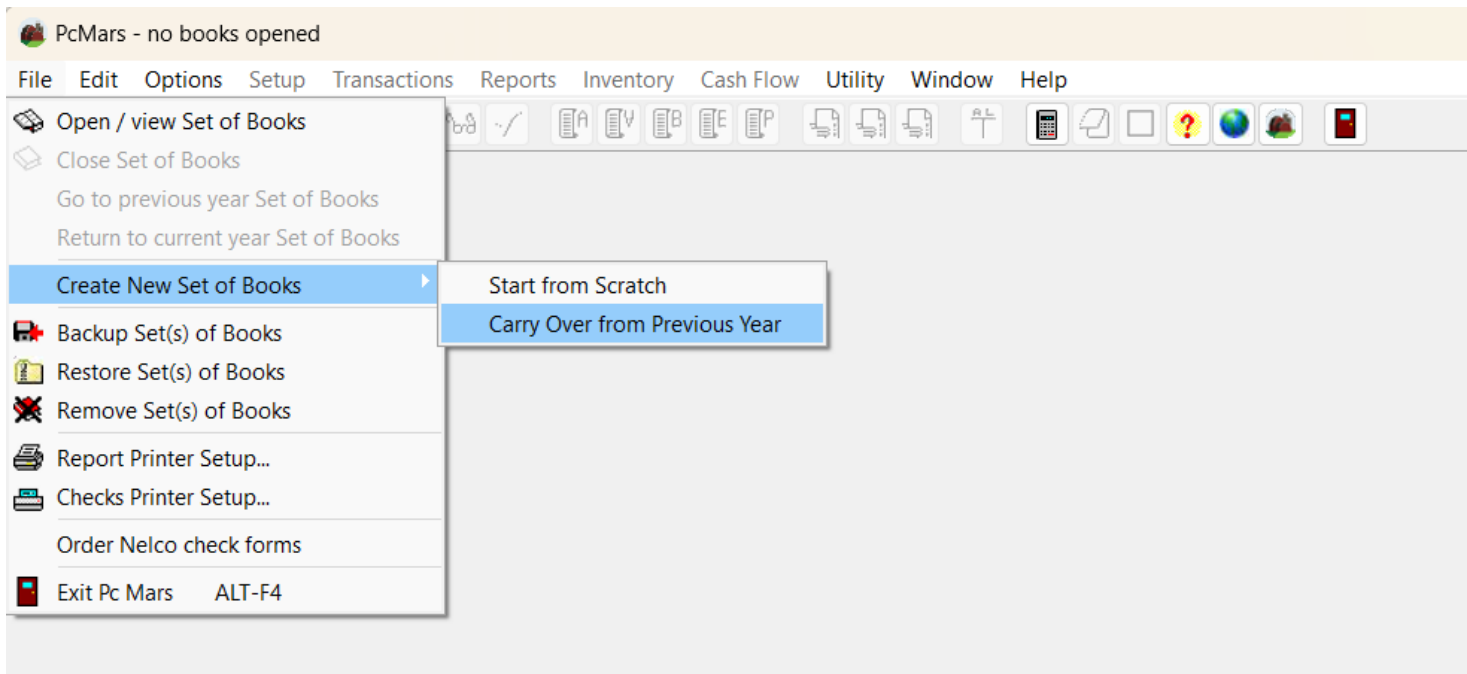 PcMars - no books opened
File Edit Options Setup Transactions Reports Inventory Cash Flow Utility Window Help
Open / view Set of Books
Close Set of Books
Go to previous year Set of Books
Return to current year Set of Books
Create New Set of Books
Start from Scratch
Carry Over from Previous Year
Backup Set(s) of Books
Restore Set(s) of Books
Remove Set(s) of Books
Report Printer Setup...
Checks Printer Setup...
Order Nelco check forms
Exit Pc Mars ALT-F4